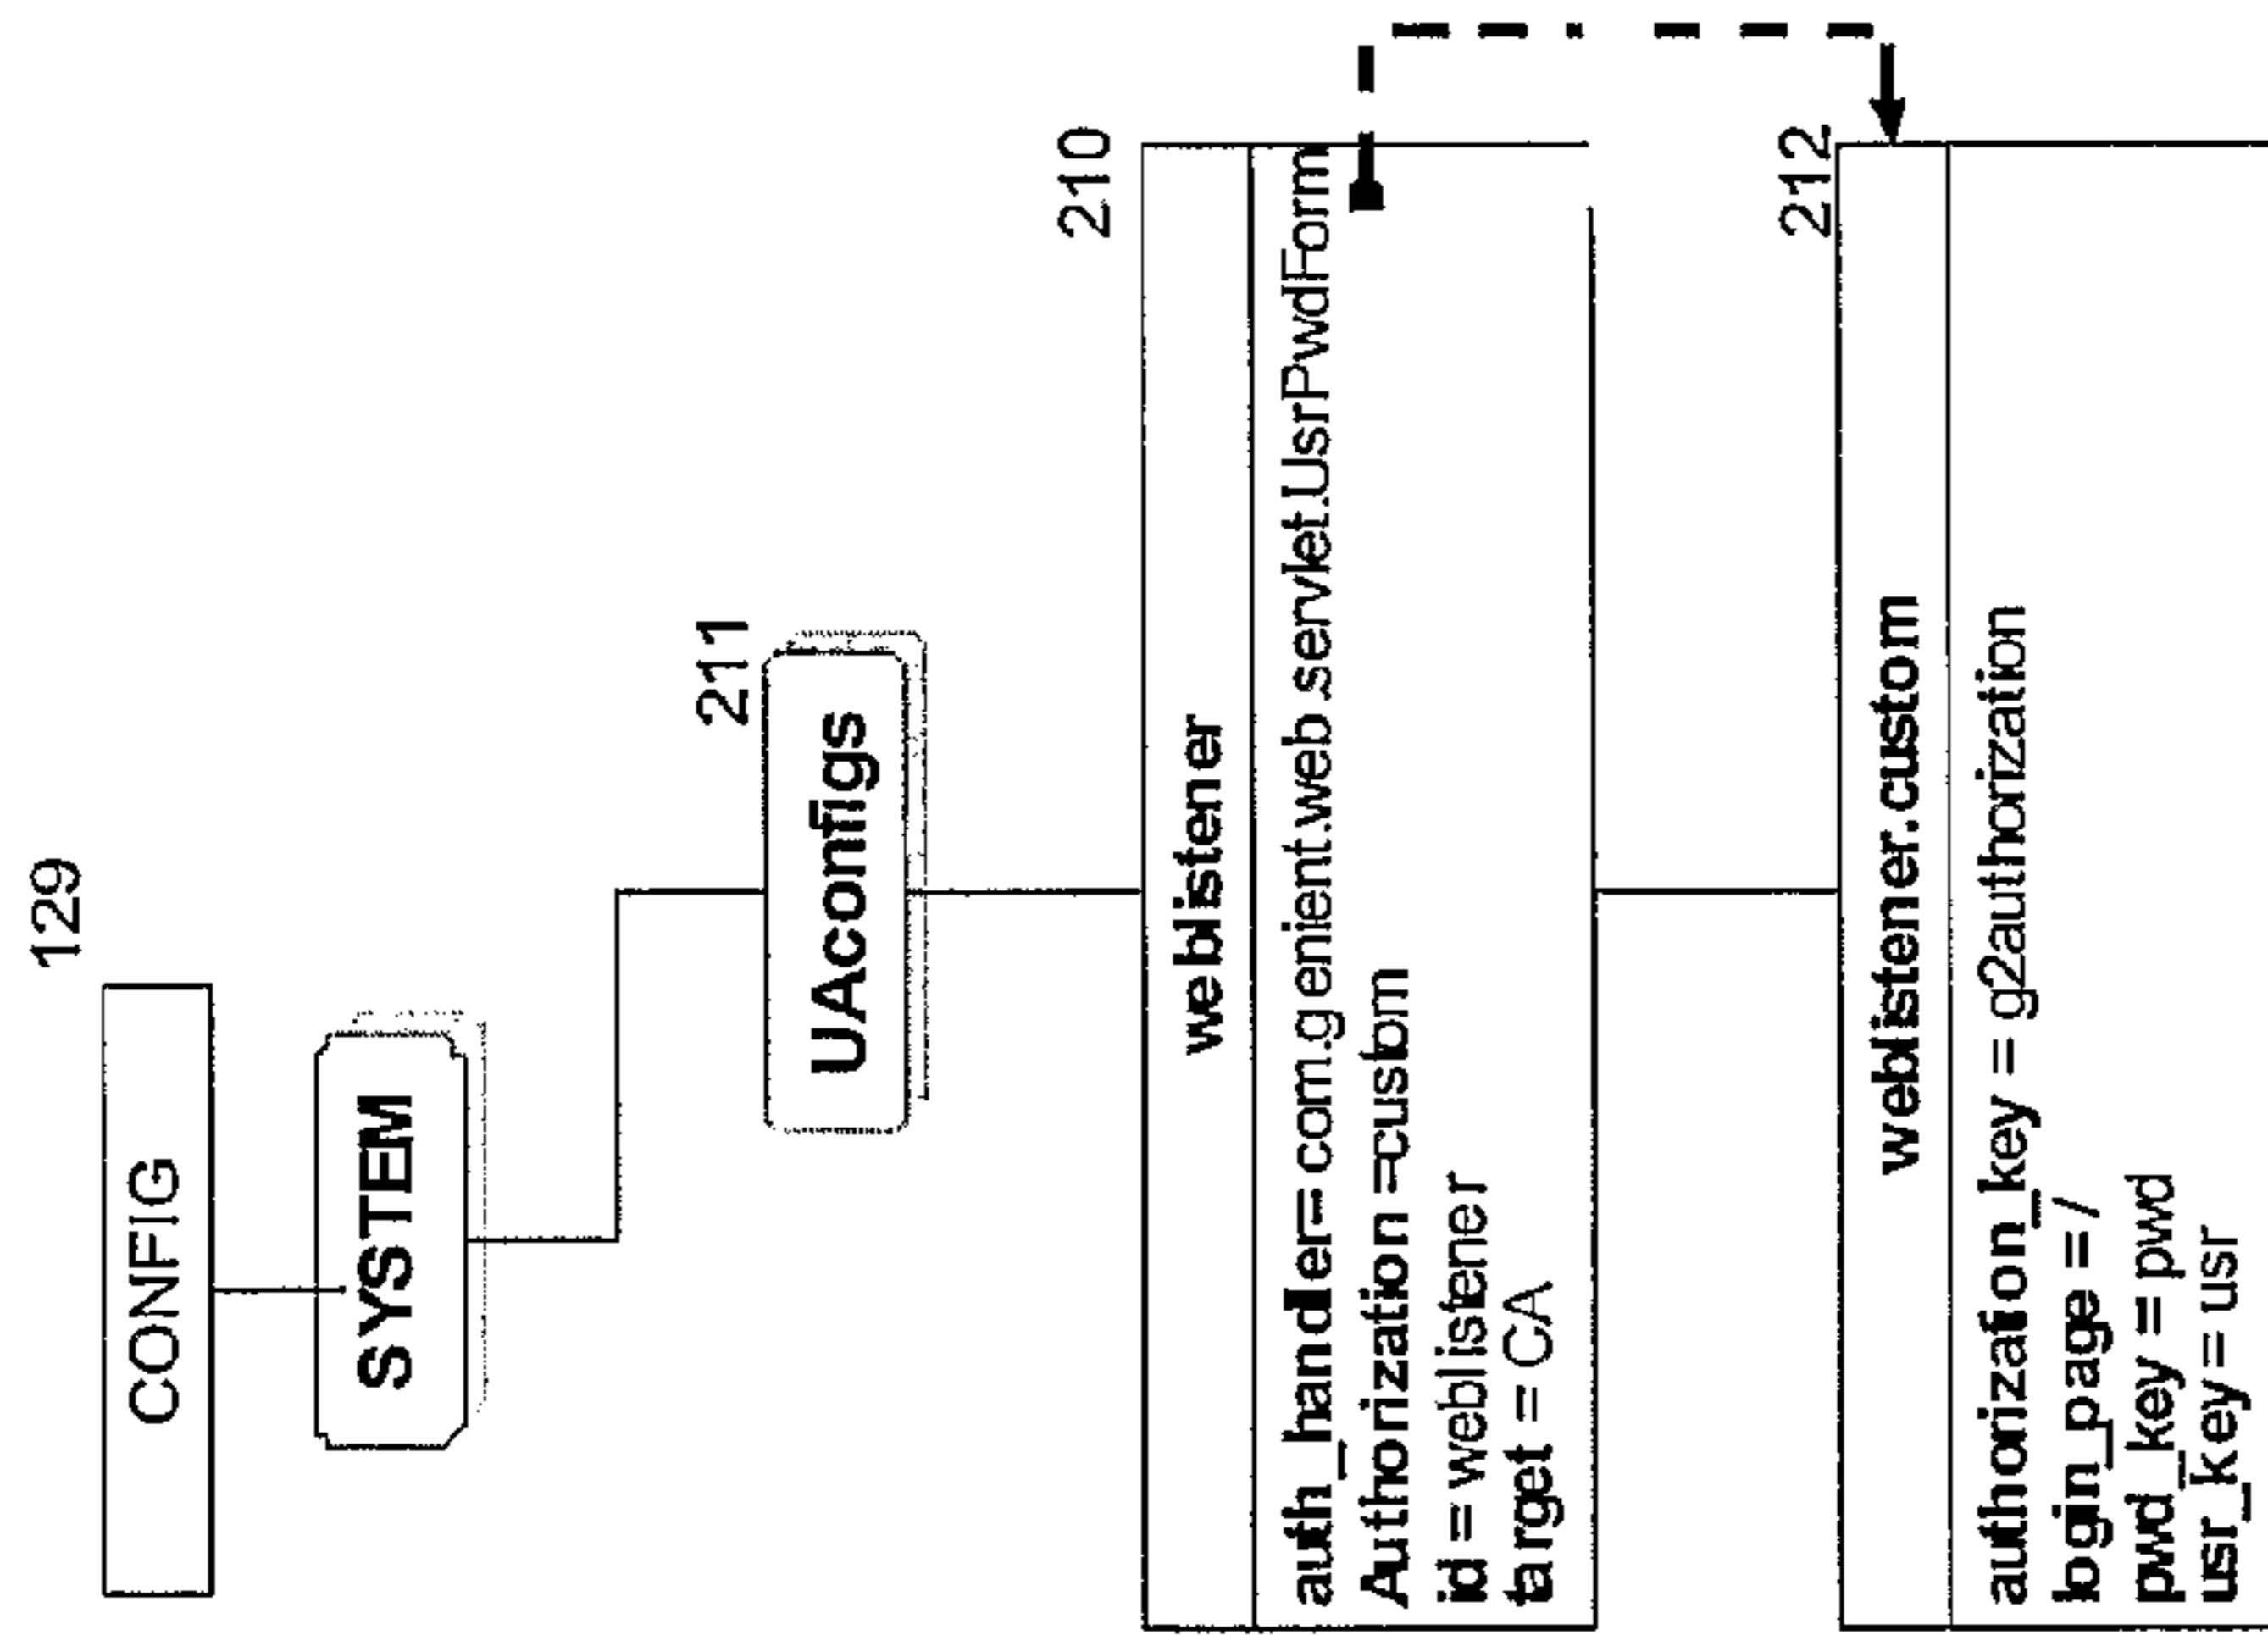 129
CONFIG
SYSTEM
211
UAconfigs
210
weblistener
auth_hander= com.genient.web.servlet.UsrPwdForm
Authorization =custom
id = weblistener
target = CA
212
weblistener.custom
authorization_key = g2authorization
login_page = /
pwd_key = pwd
usr_key = usr